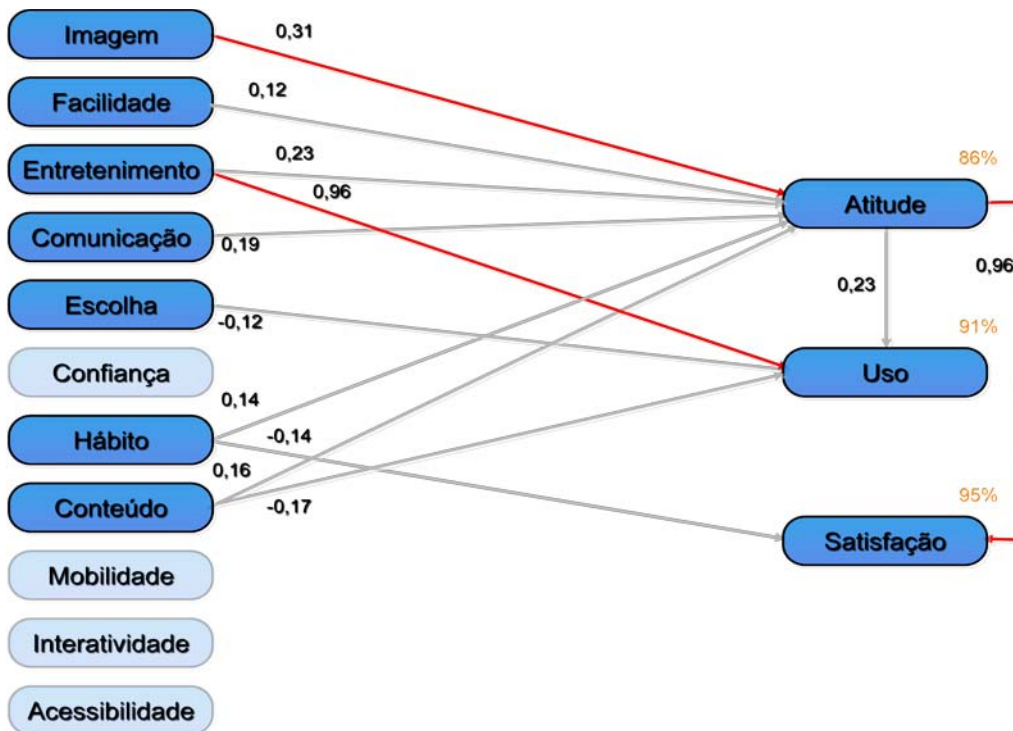 Imagem
0,31
Facilidade
0,12
Entretenimento
0,23
0,96
86%
Atitude
Comunicação
0,19
0,96
0,23
Escolha
-0,12
91%
Confiança
Uso
0,14
Hábito
-0,14
0,16
Conteúdo
-0,17
95%
Satisfação
Mobilidade
Interatividade
Acessibilidade